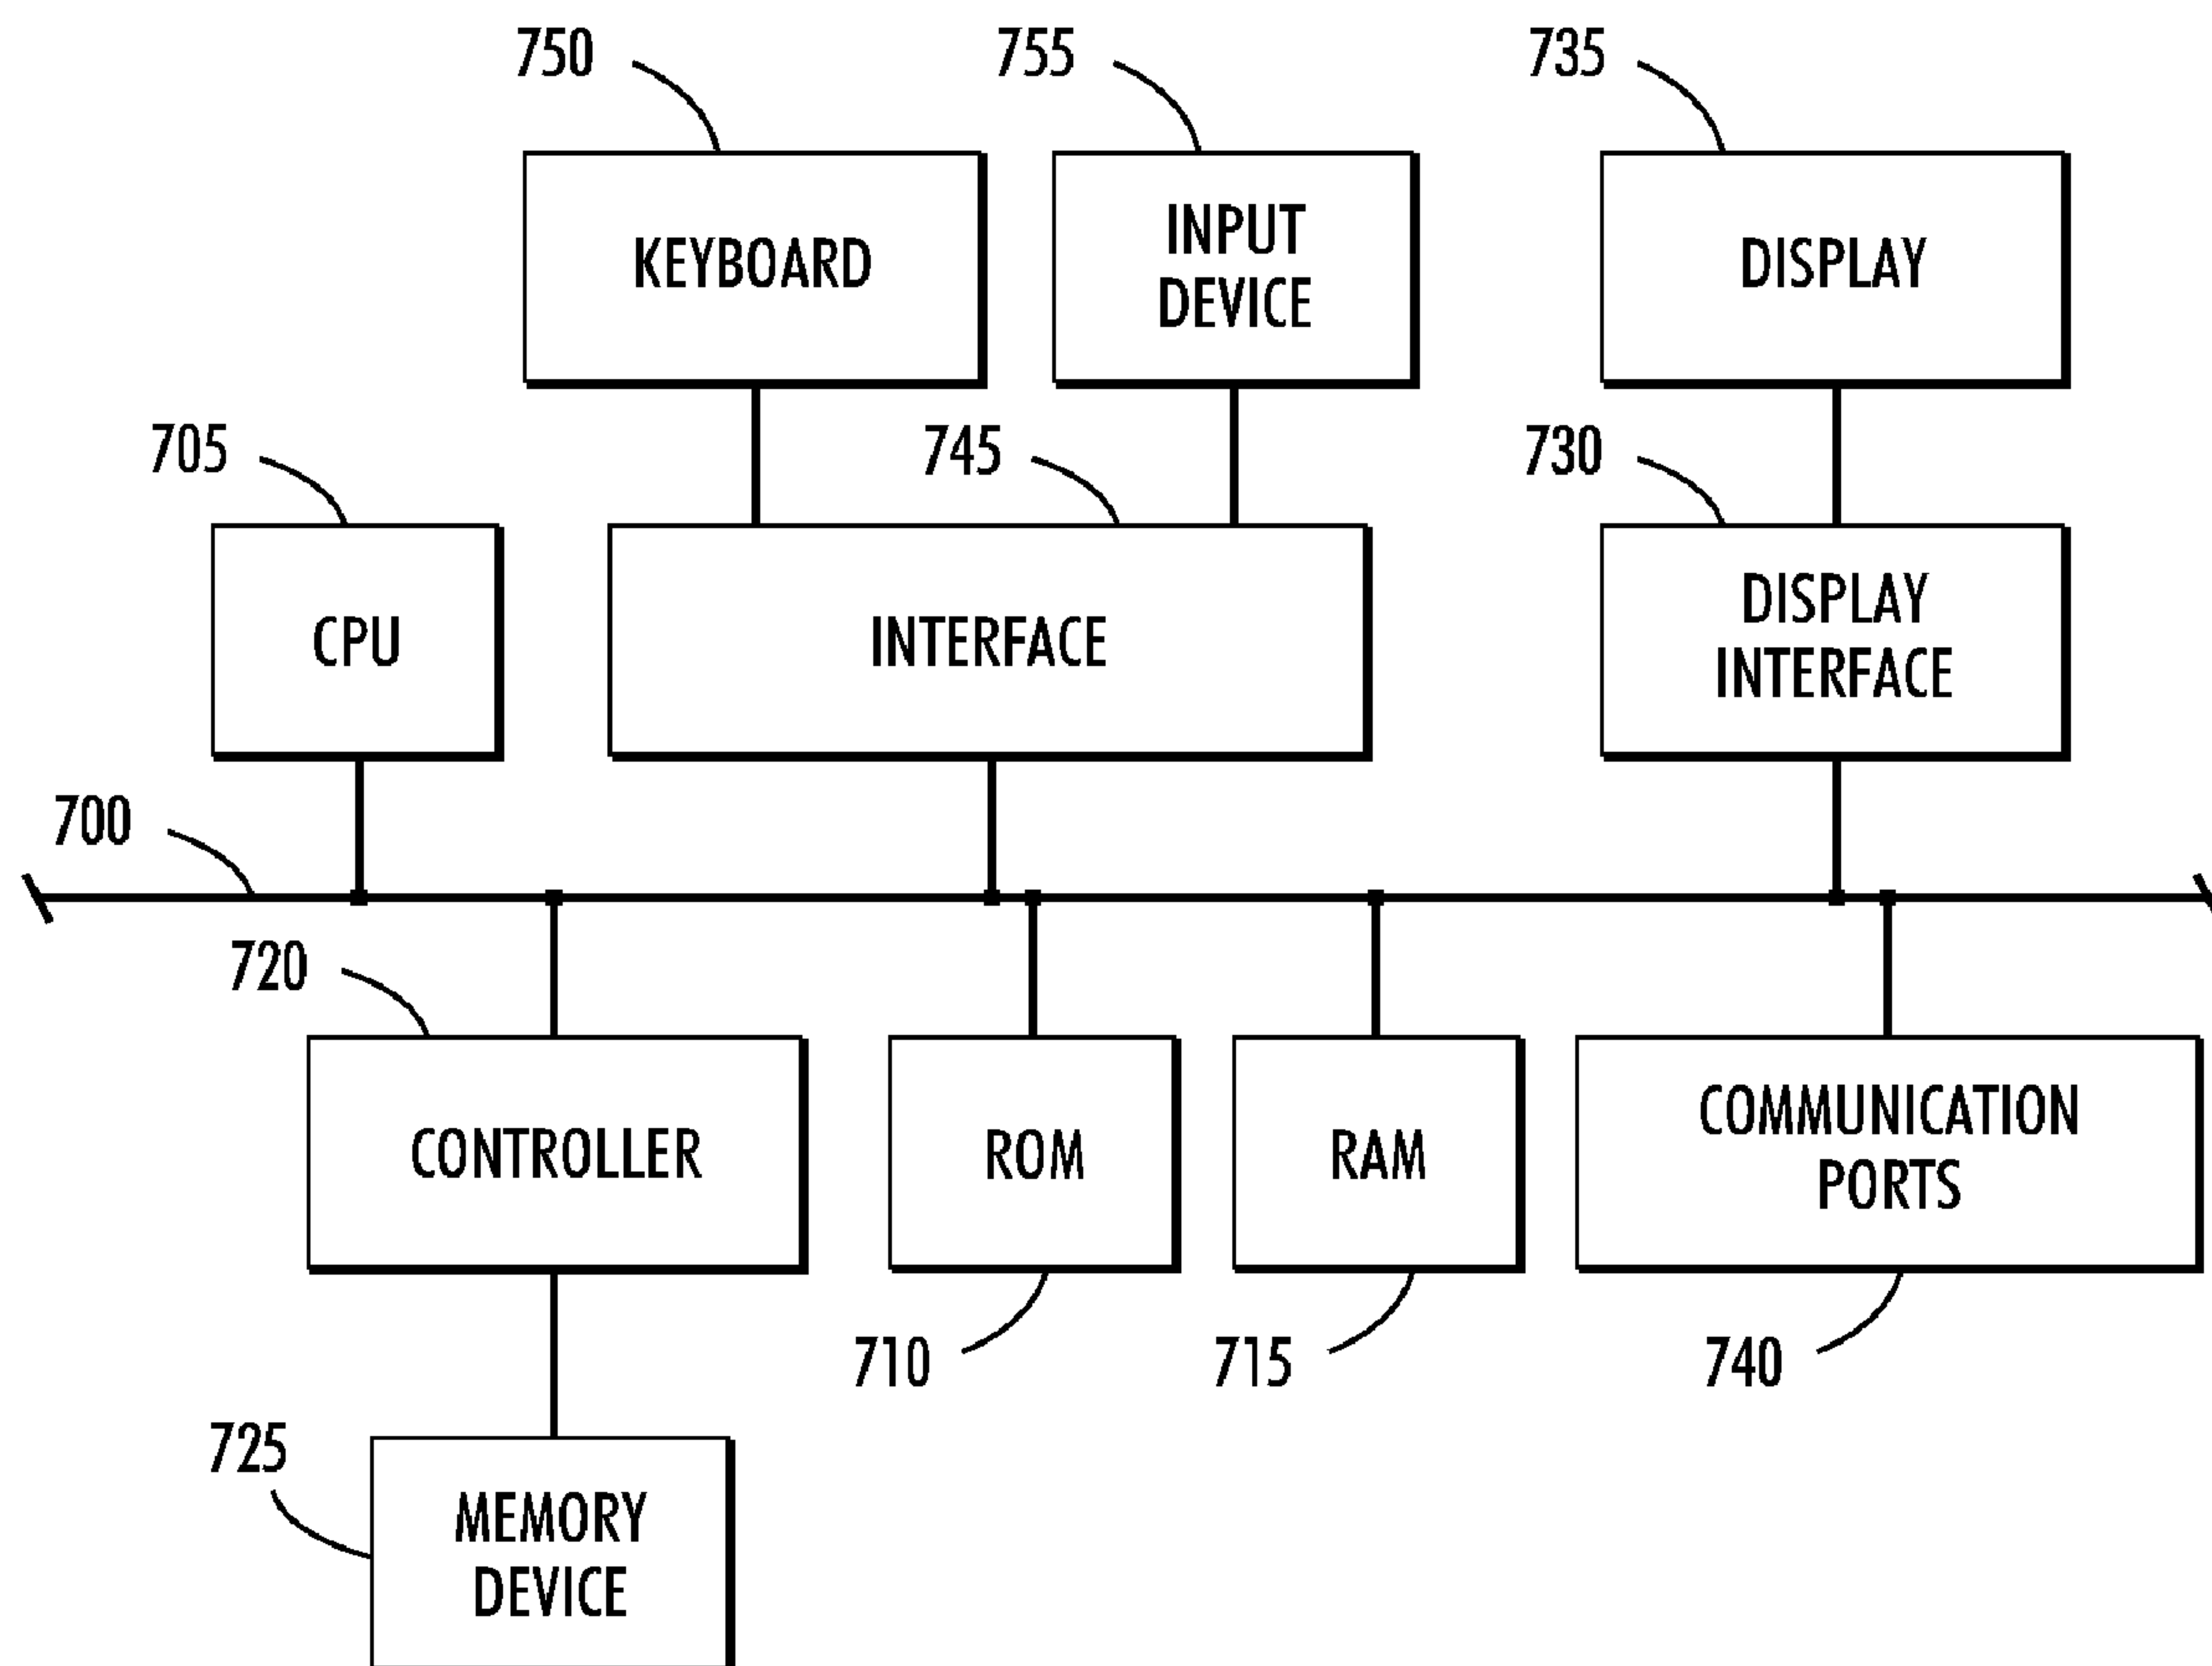 750
755
735
KEYBOARD
INPUT
DEVICE
DISPLAY
705
745
730
CPU
INTERFACE
DISPLAY
INTERFACE
700
720
CONTROLLER
ROM
RAM
COMMUNICATION
PORTS
710
715
740
725
MEMORY
DEVICE